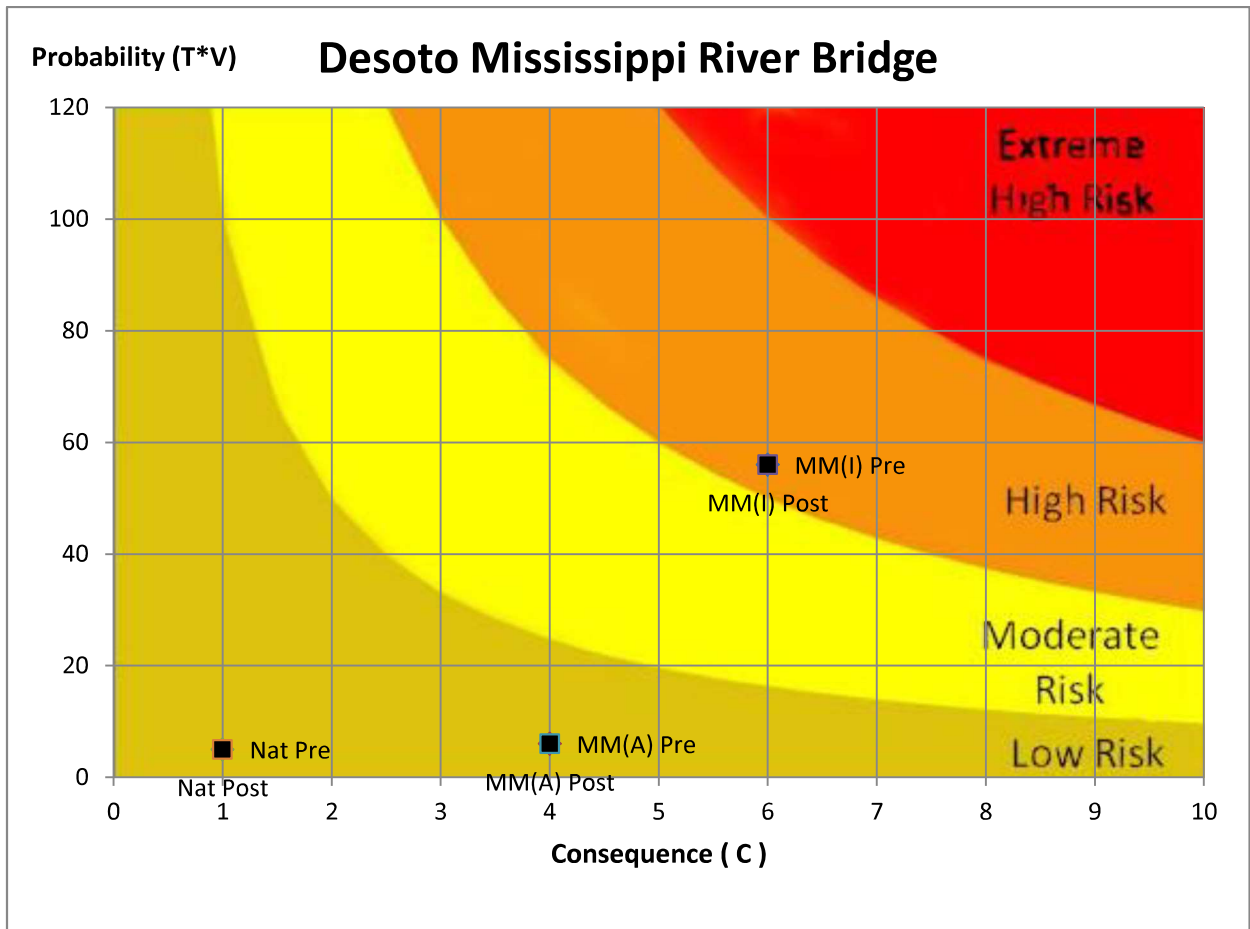 Probability (T*V)
Desoto Mississippi River Bridge
120
100
80
60
40
20
0
Extreme
High Risk
High Risk
Moderate
Risk
Low Risk
MM(I) Pre
MM(I) Post
Nat Pre
Nat Post
MM(A) Pre
MM(A) Post
0 1 2 3 4 5 6 7 8 9 10
Consequence ( C )